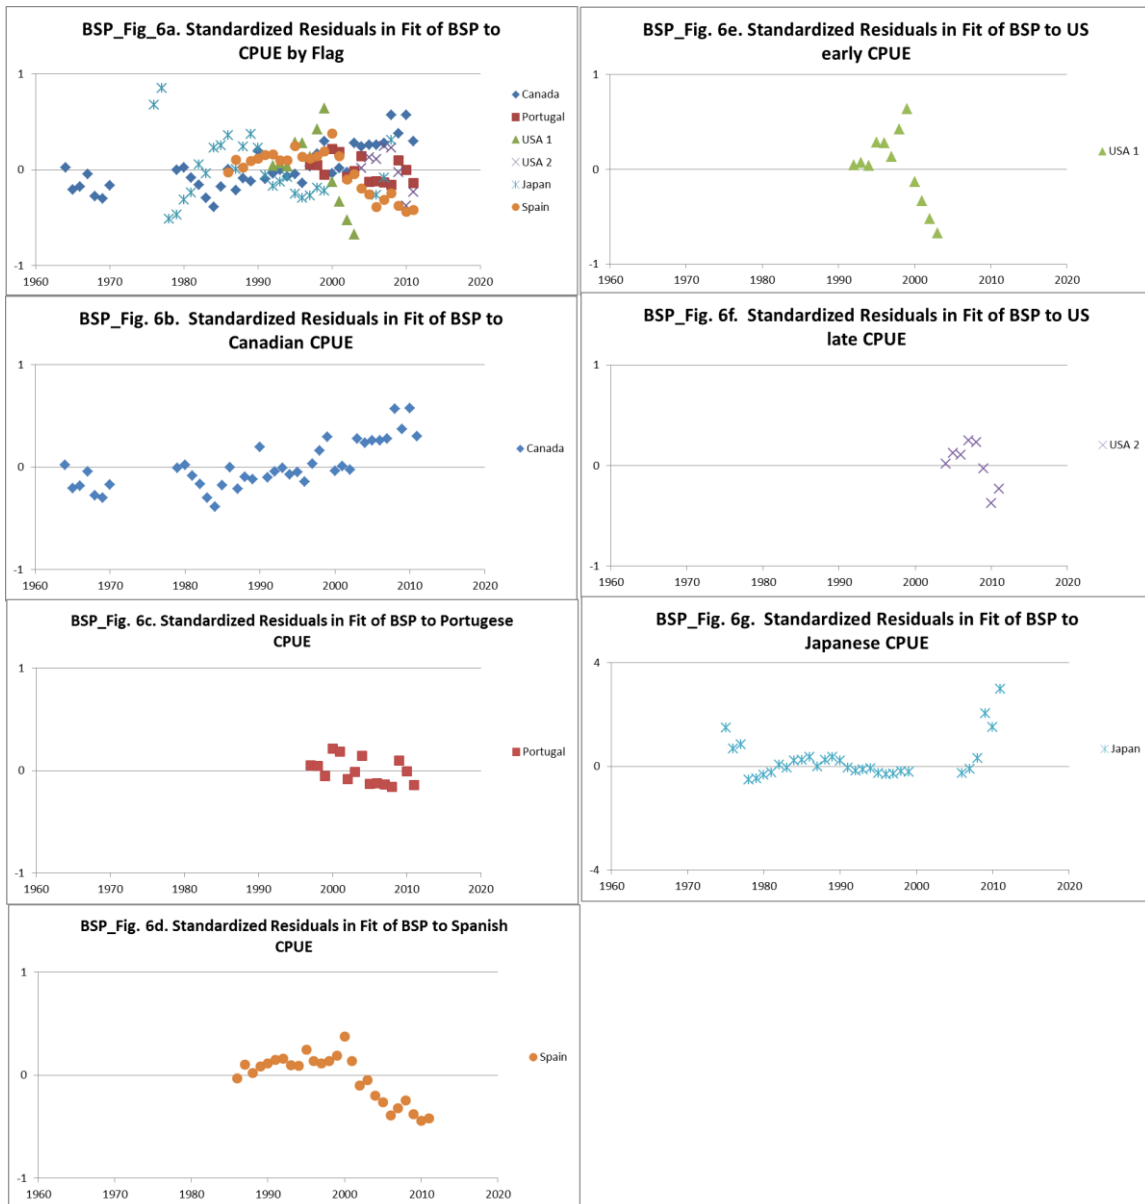 BSP_Fig_6a. Standardized Residuals in Fit of BSP to
CPUE by Flag
1
0
-1
1960 1970 1980 1990 2000 2010 2020
Canada
Portugal
USA 1
USA 2
Japan
Spain
BSP_Fig. 6e. Standardized Residuals in Fit of BSP to US
early CPUE
1
0
-1
1960 1970 1980 1990 2000 2010 2020
USA 1
BSP_Fig. 6b. Standardized Residuals in Fit of BSP to
Canadian CPUE
1
0
-1
1960 1970 1980 1990 2000 2010 2020
Canada
BSP_Fig. 6f. Standardized Residuals in Fit of BSP to US
late CPUE
1
0
-1
1960 1970 1980 1990 2000 2010 2020
USA 2
BSP_Fig. 6c. Standardized Residuals in Fit of BSP to Portugese
CPUE
1
0
-1
1960 1970 1980 1990 2000 2010 2020
Portugal
BSP_Fig. 6g. Standardized Residuals in Fit of BSP to
Japanese CPUE
4
0
-4
1960 1970 1980 1990 2000 2010 2020
Japan
BSP_Fig. 6d. Standardized Residuals in Fit of BSP to Spanish
CPUE
1
0
-1
1960 1970 1980 1990 2000 2010 2020
Spain